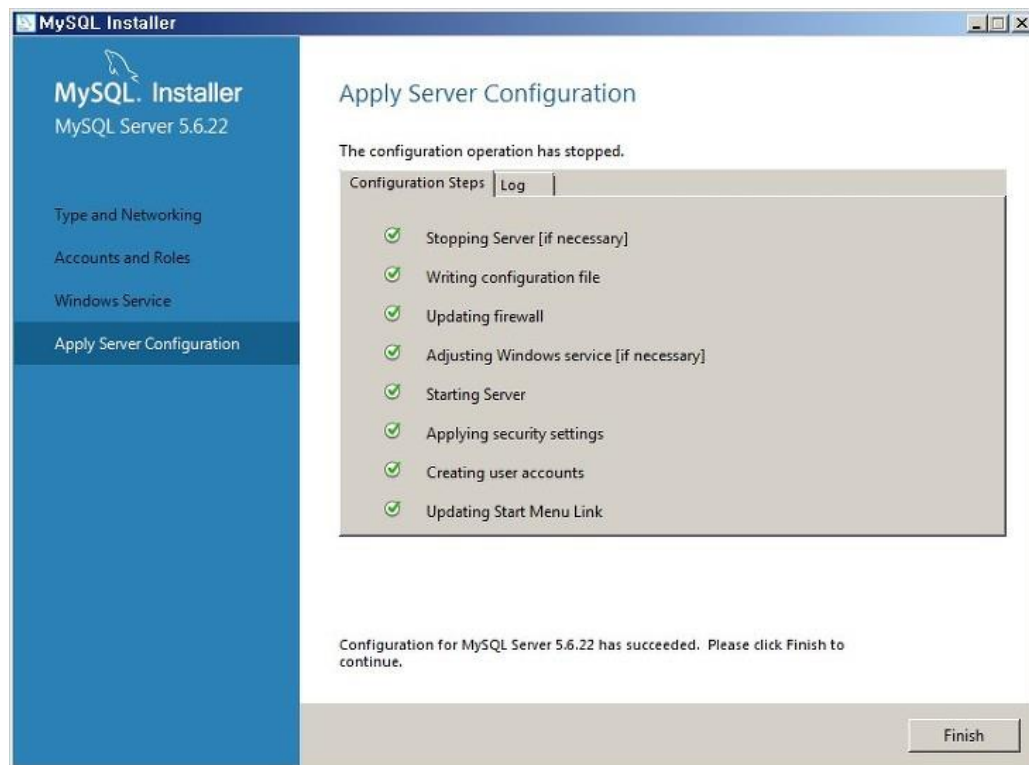 MySQL Installer
MySQL. Installer
MySQL Server 5.6.22
Type and Networking
Accounts and Roles
Windows Service
Apply Server Configuration
Apply Server Configuration
The configuration operation has stopped.
Configuration Steps
Log
Stopping Server [if necessary]
Writing configuration file
Updating firewall
Adjusting Windows service [if necessary]
Starting Server
Applying security settings
Creating user accounts
Updating Start Menu Link
Configuration for MySQL Server 5.6.22 has succeeded. Please click Finish to
continue.
Finish